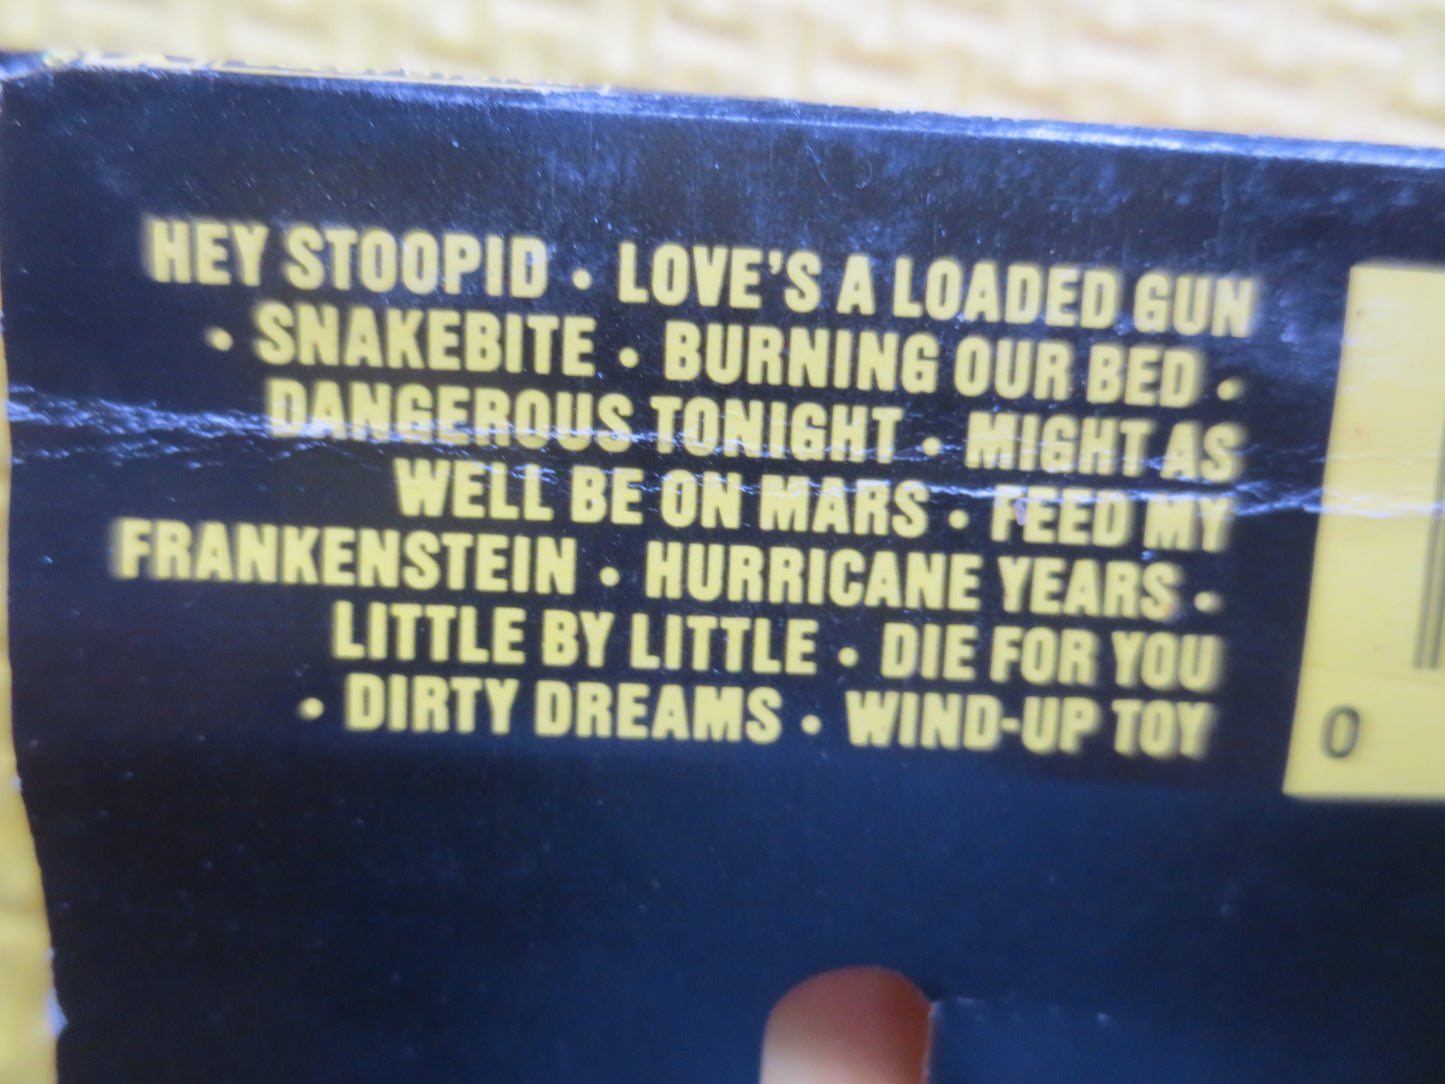 HEY STOOPID • LOVE'S A LOADED GUN
• SNAKEBITE • BURNING OUR BED •
DANGEROUS TONIGHT • MIGHT AS
WELL BE ON MARS • FEED MY
FRANKENSTEIN • HURRICANE YEARS •
LITTLE BY LITTLE • DIE FOR YOU
• DIRTY DREAMS • WIND-UP TOY
0